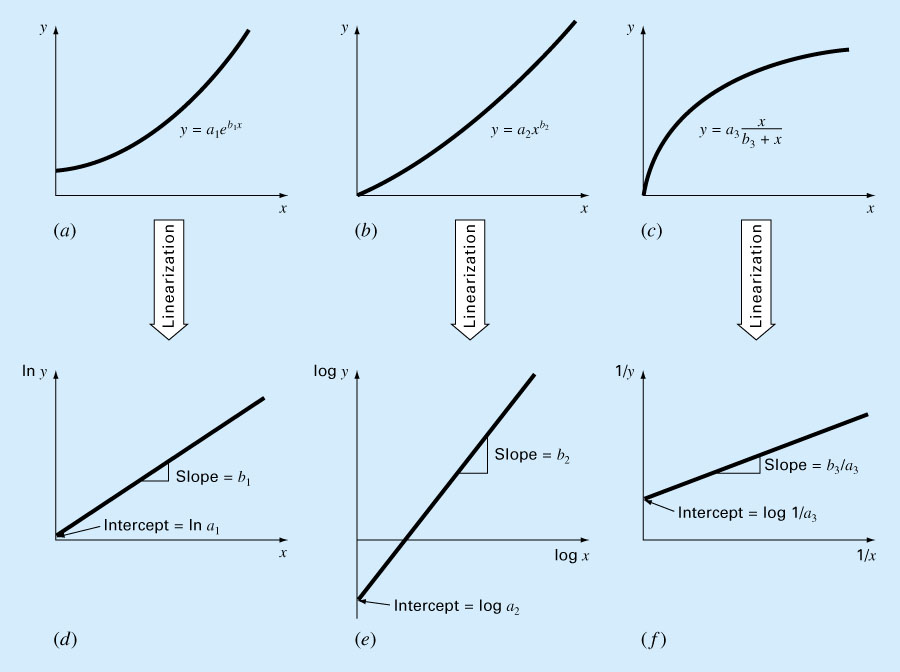 y
y = a₁e^{b₁x}
x
(a)
y
y = a₂x^{b₂}
x
(b)
y
y = a₃ x / (b₃ + x)
x
(c)
Linearization
Linearization
Linearization
ln y
Slope = b₁
Intercept = ln a₁
x
(d)
log y
Slope = b₂
log x
Intercept = log a₂
(e)
1/y
Slope = b₃/a₃
Intercept = log 1/a₃
1/x
(f)